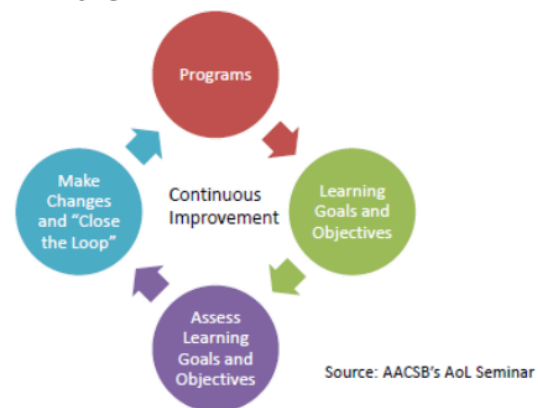 Programs
Learning
Goals and
Objectives
Assess
Learning
Goals and
Objectives
Make
Changes
and “Close
the Loop”
Continuous
Improvement
Source: AACSB's AoL Seminar